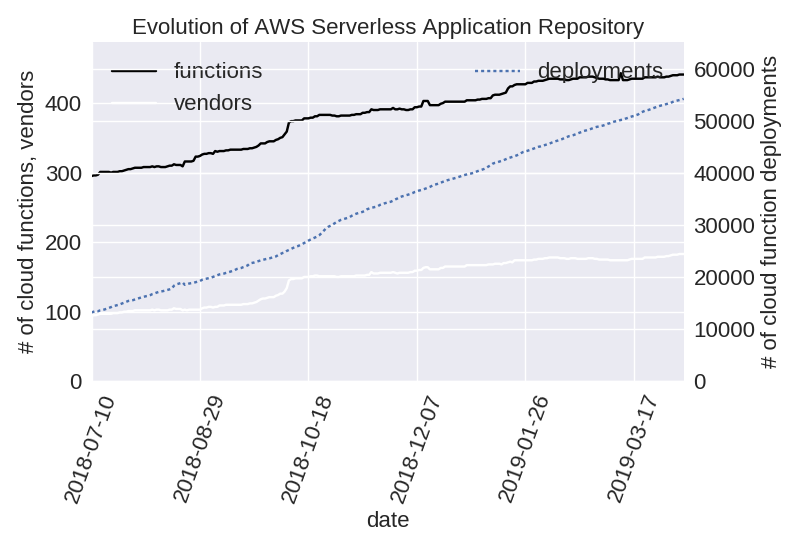 Evolution of AWS Serverless Application Repository
functions
vendors
deployments
# of cloud functions, vendors
400
300
200
100
0
60000
50000
40000
30000
20000
10000
0
# of cloud function deployments
2018-07-10
2018-08-29
2018-10-18
2018-12-07
2019-01-26
2019-03-17
date